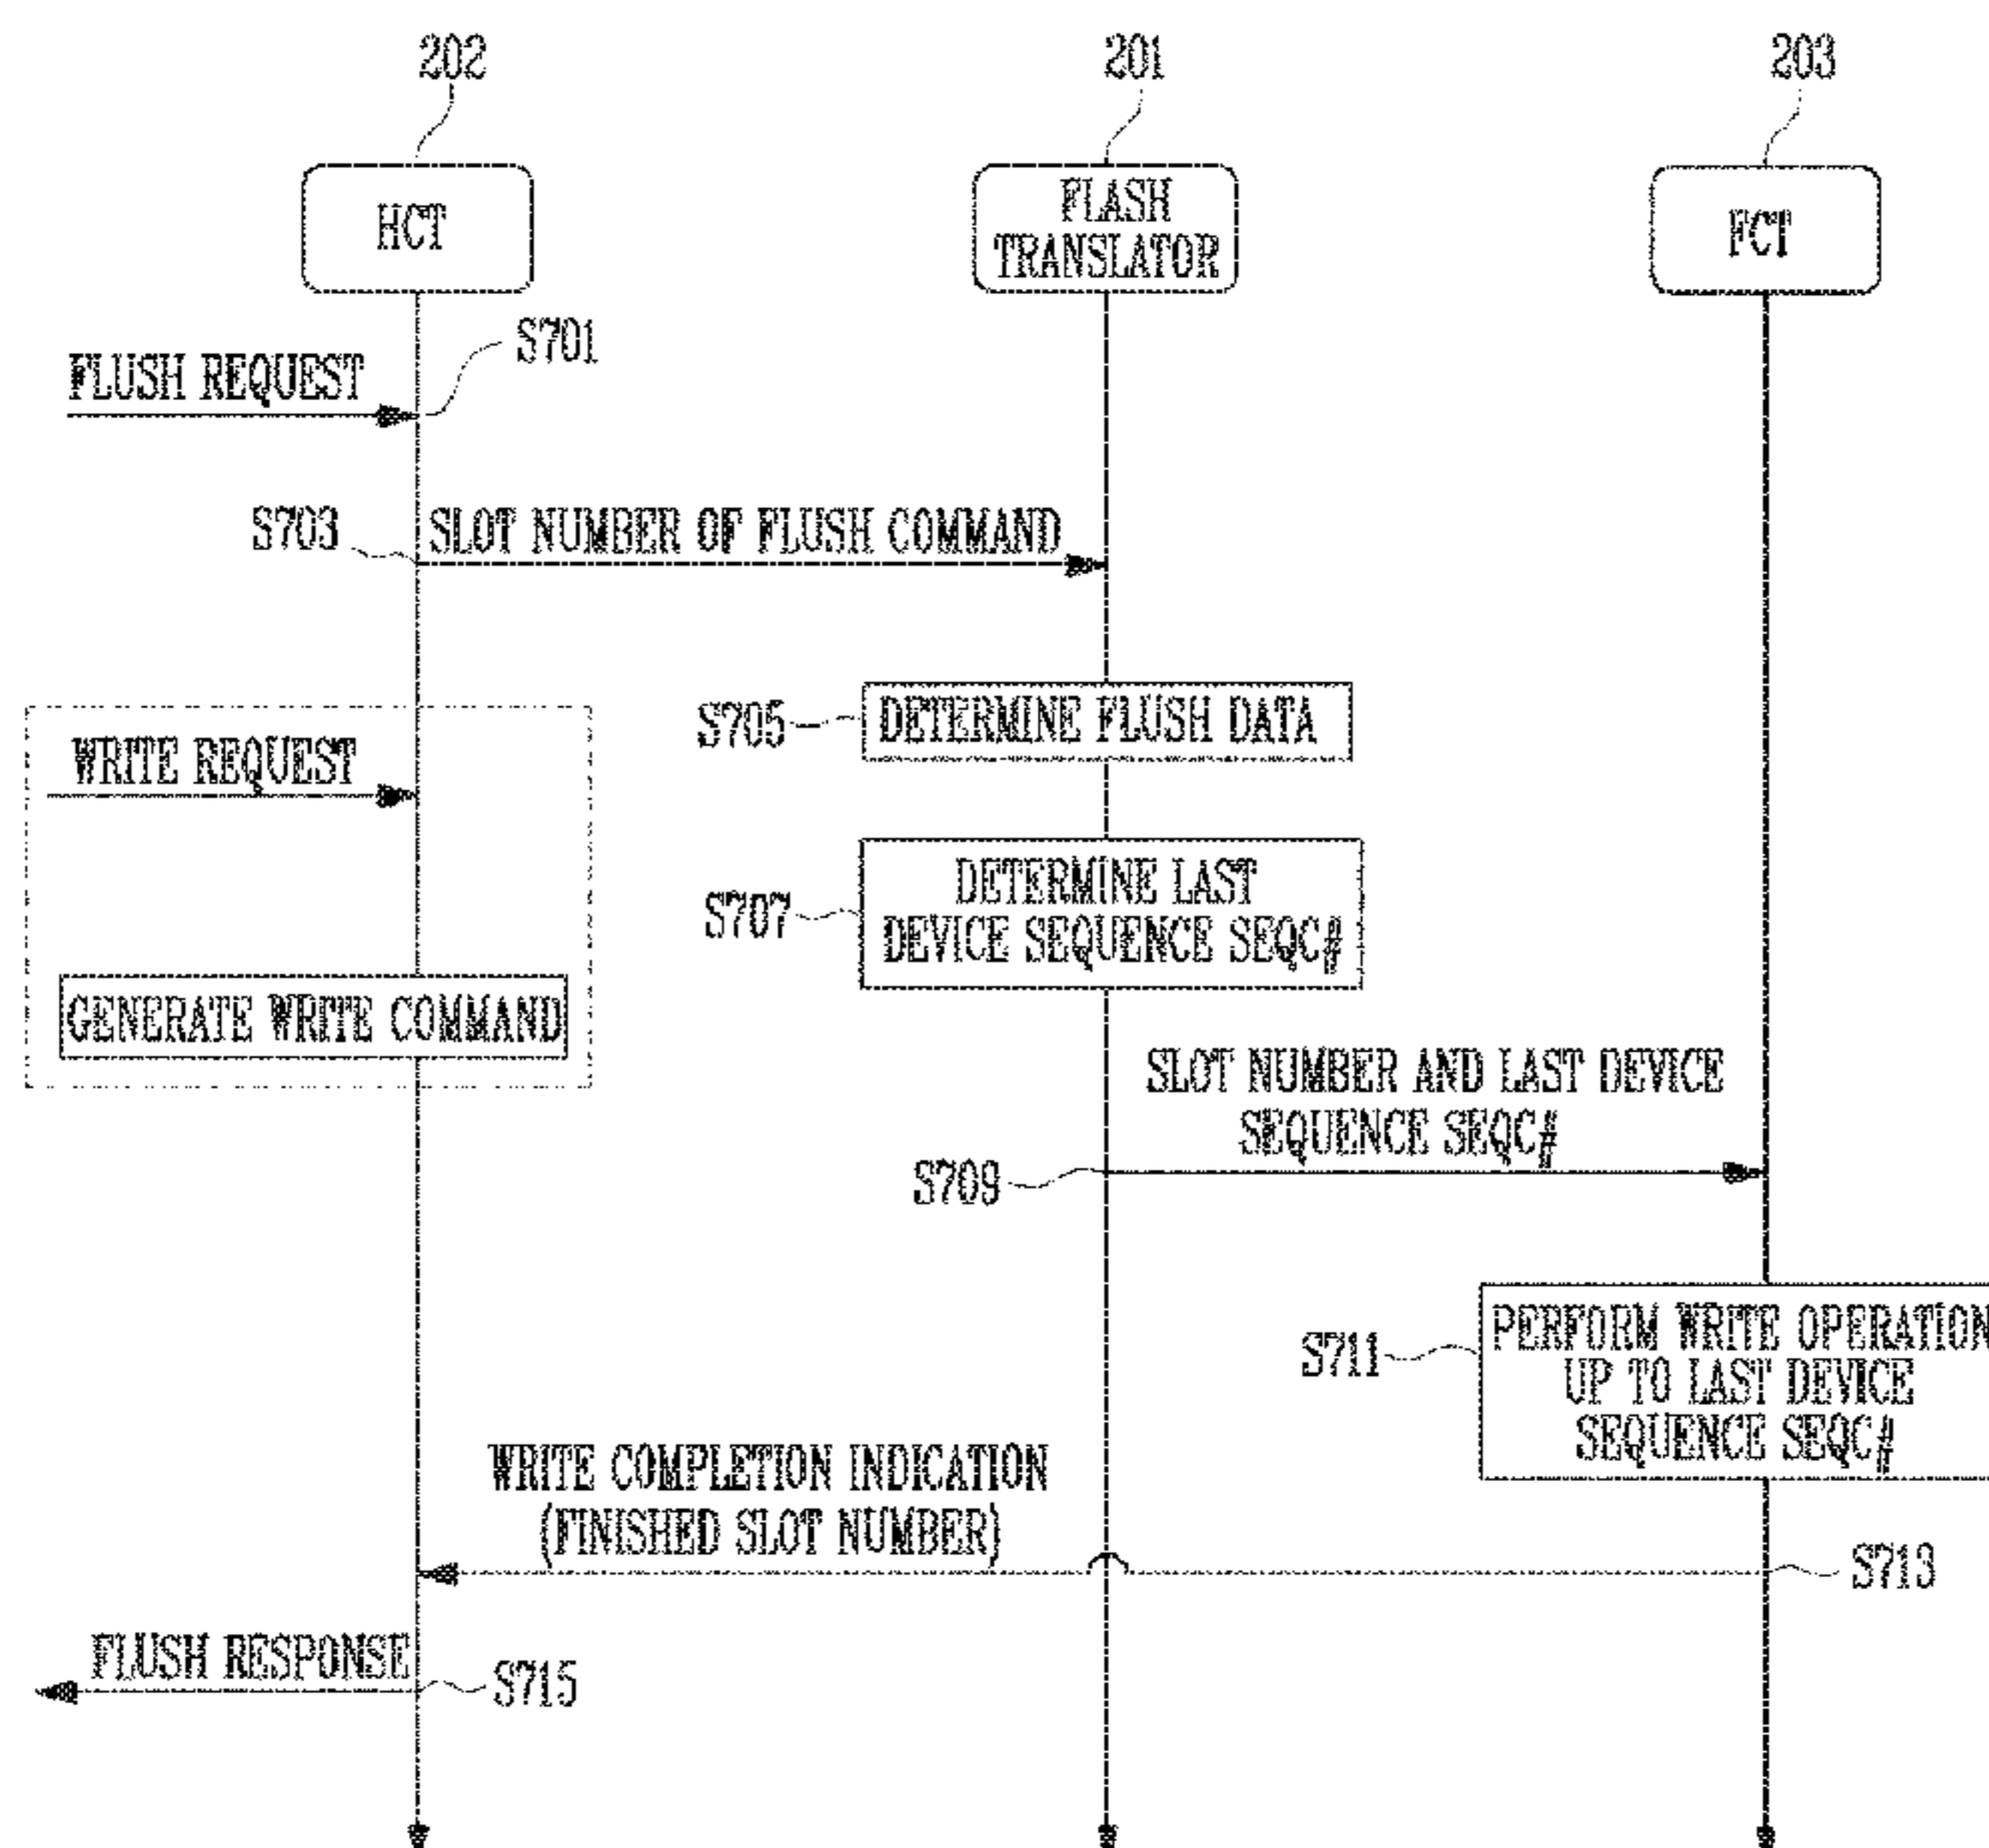 202
201
203
HCT
FLASH
TRANSLATOR
FCT
S701
FLUSH REQUEST
S703
SLOT NUMBER OF FLUSH COMMAND
S705
DETERMINE FLUSH DATA
WRITE REQUEST
S707
DETERMINE LAST
DEVICE SEQUENCE SEQC#
GENERATE WRITE COMMAND
SLOT NUMBER AND LAST DEVICE
SEQUENCE SEQC#
S709
S711
PERFORM WRITE OPERATION
UP TO LAST DEVICE
SEQUENCE SEQC#
WRITE COMPLETION INDICATION
(FINISHED SLOT NUMBER)
S713
FLUSH RESPONSE
S715